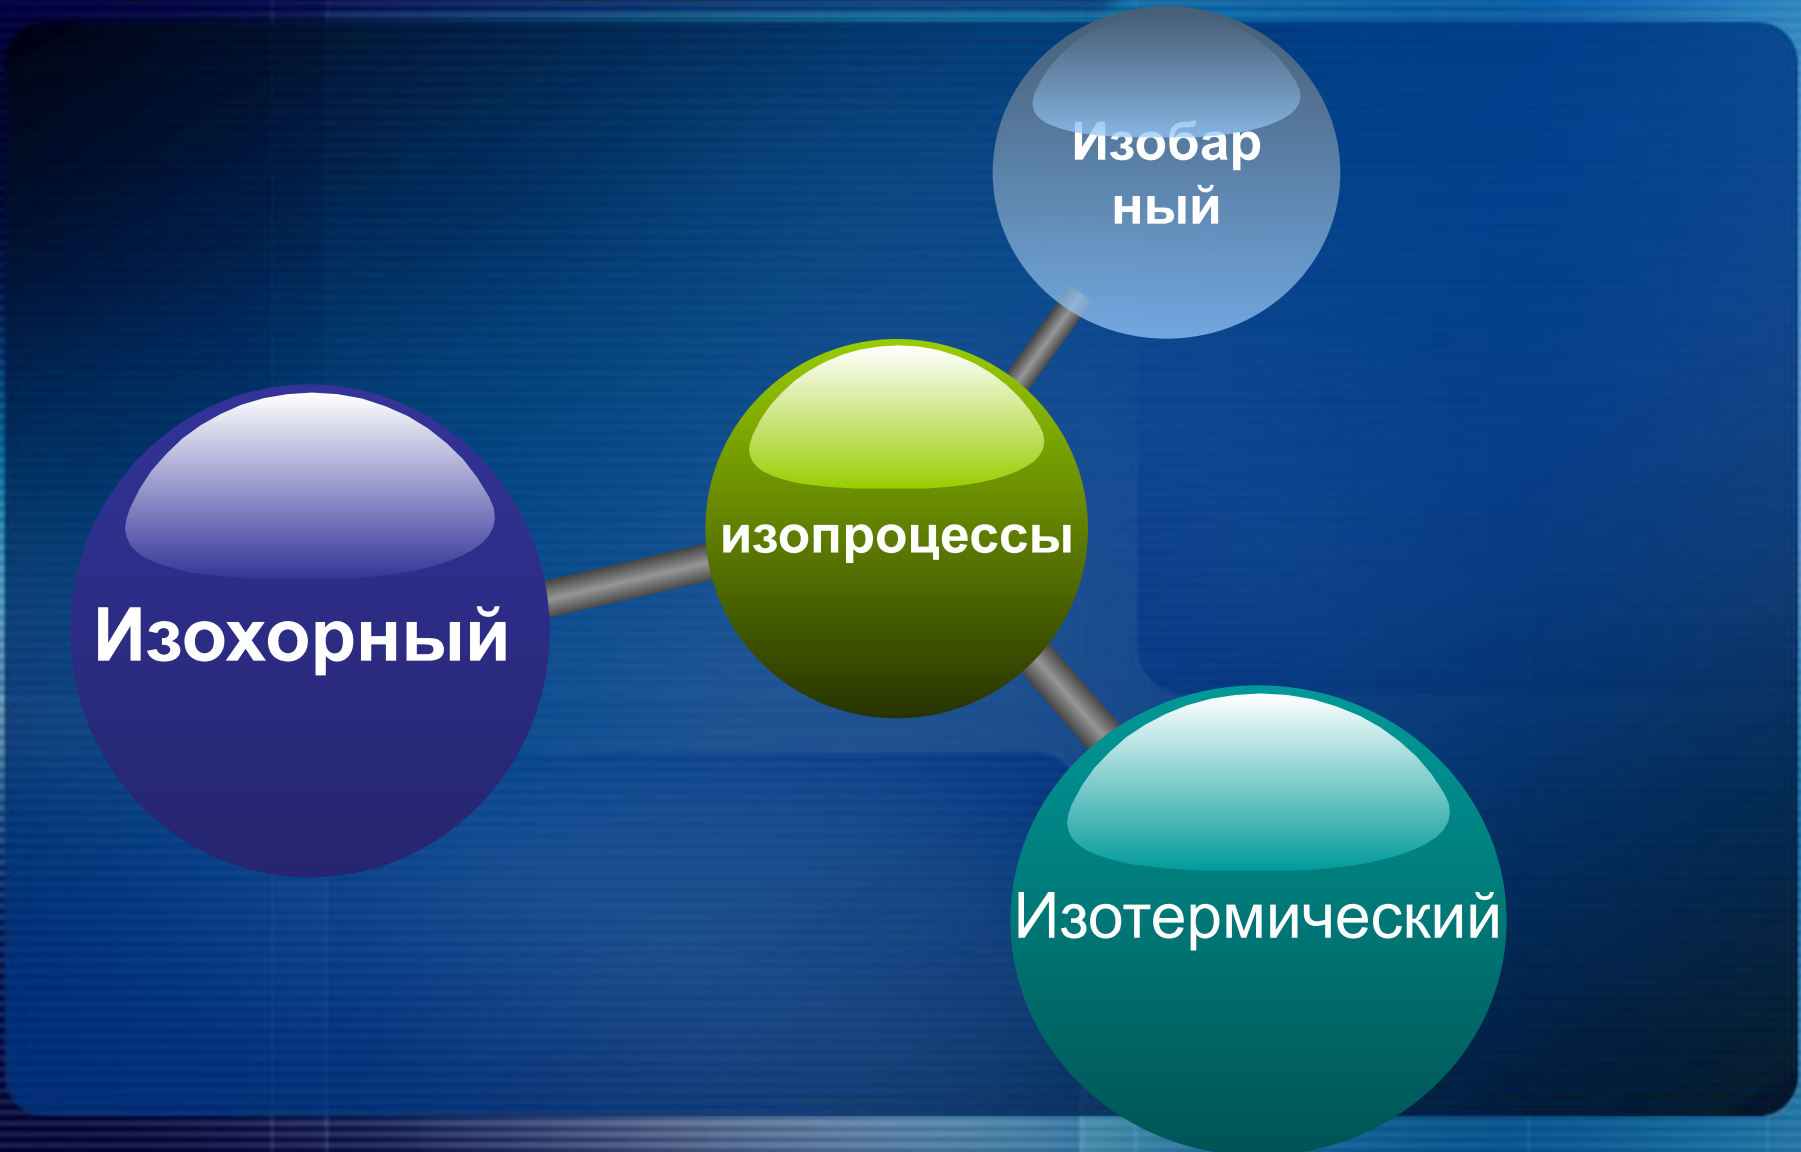 Изобар
ный
изопроцессы
Изохорный
Изотермический